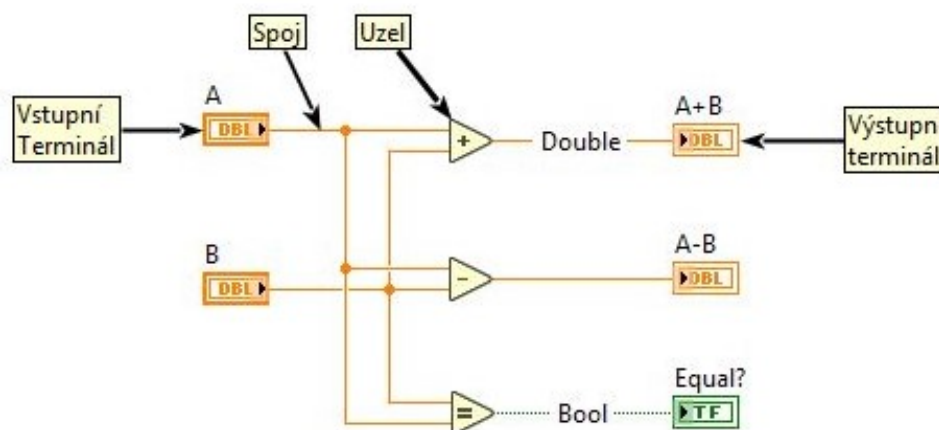 Spoj
Uzel
Vstupní
Terminál
A
DBL
+
Double
A+B
DBL
Výstupn
terminál
B
DBL
-
A-B
DBL
=
Bool
Equal?
TF